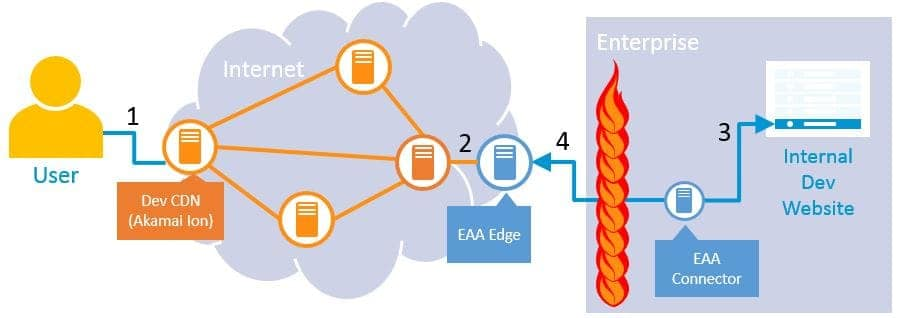 Enterprise
Internet
1
2
4
3
User
Dev CDN
(Akamai Ion)
EAA Edge
EAA
Connector
Internal
Dev
Website